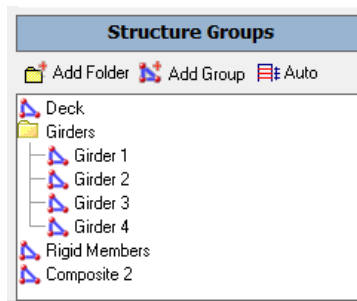 Structure Groups
Add Folder Add Group Auto
Deck
Girders
Girder 1
Girder 2
Girder 3
Girder 4
Rigid Members
Composite 2